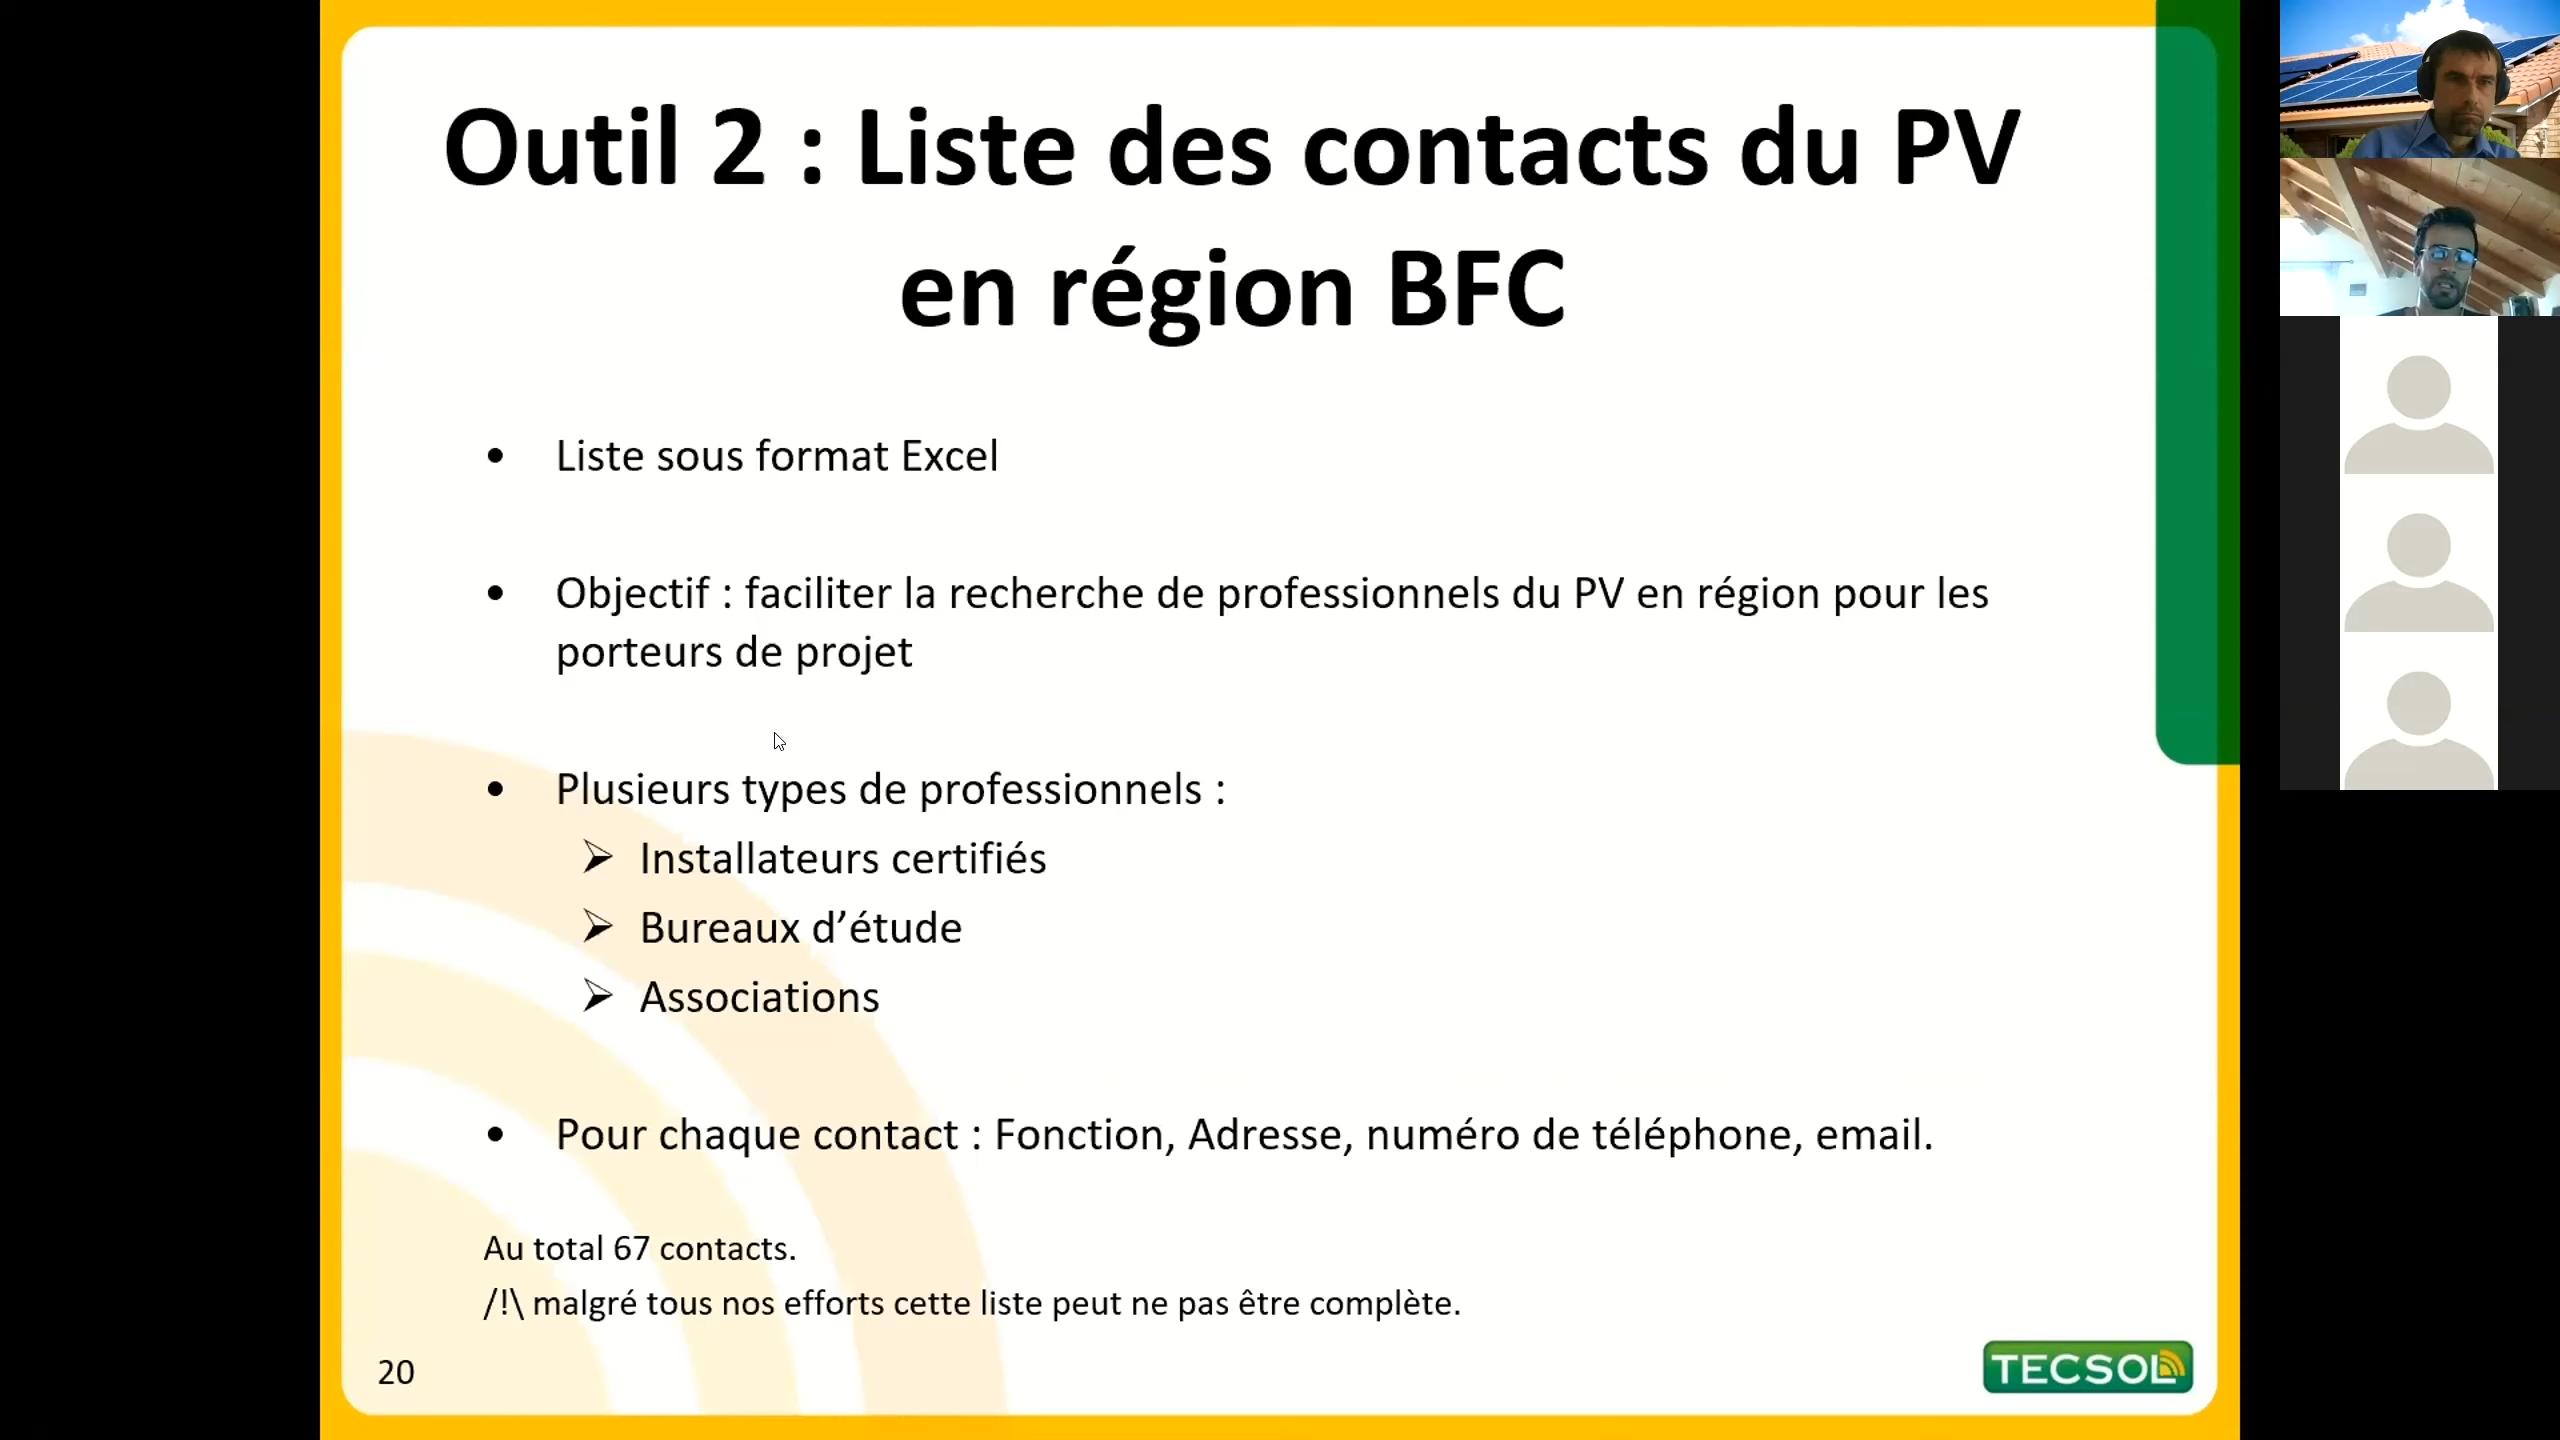 Outil 2 : Liste des contacts du PV
en région BFC
• Liste sous format Excel
• Objectif : faciliter la recherche de professionnels du PV en région pour les
porteurs de projet
• Plusieurs types de professionnels :
➢ Installateurs certifiés
➢ Bureaux d’étude
➢ Associations
• Pour chaque contact : Fonction, Adresse, numéro de téléphone, email.
Au total 67 contacts.
/!\ malgré tous nos efforts cette liste peut ne pas être complète.
20
TECSOL